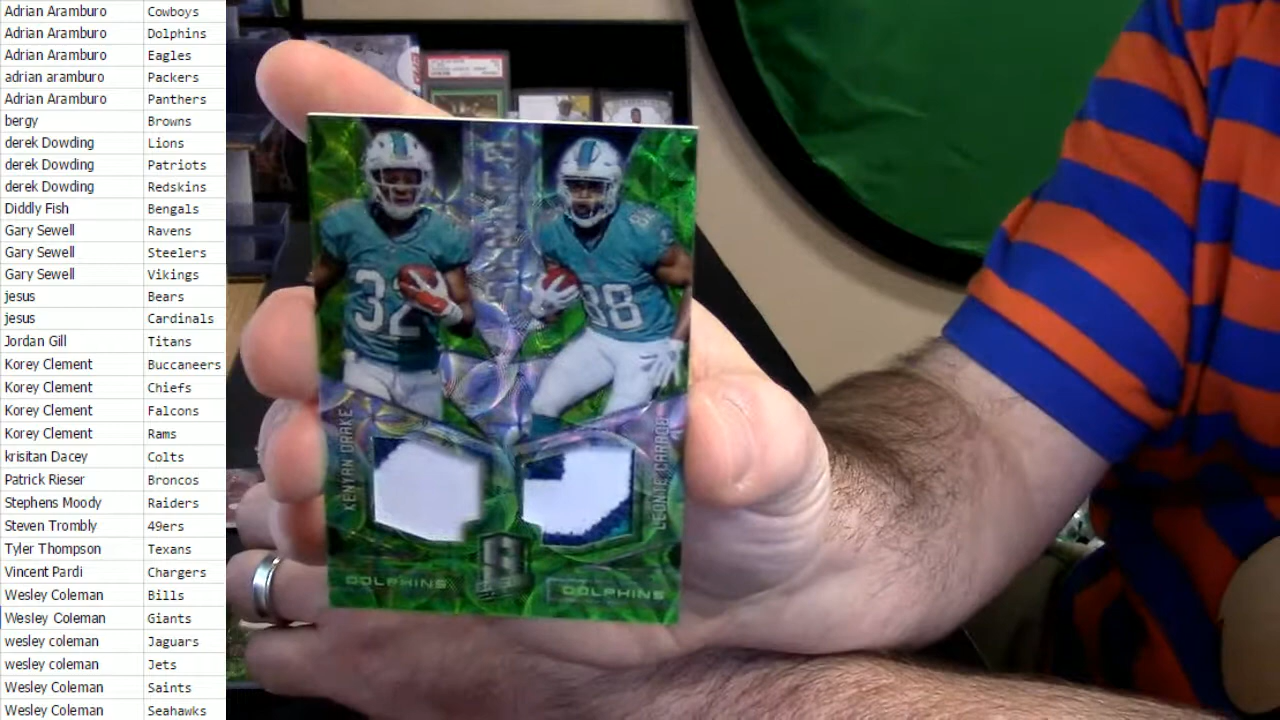 Adrian Aramburo Cowboys
Adrian Aramburo Dolphins
Adrian Aramburo Eagles
adrian aramburo Packers
Adrian Aramburo Panthers
bergy Browns
derek Dowding Lions
derek Dowding Patriots
derek Dowding Redskins
Diddly Fish Bengals
Gary Sewell Ravens
Gary Sewell Steelers
Gary Sewell Vikings
jesus Bears
jesus Cardinals
Jordan Gill Titans
Korey Clement Buccaneers
Korey Clement Chiefs
Korey Clement Falcons
Korey Clement Rams
krisitan Dacey Colts
Patrick Rieser Broncos
Stephens Moody Raiders
Steven Trombly 49ers
Tyler Thompson Texans
Vincent Pardi Chargers
Wesley Coleman Bills
Wesley Coleman Giants
wesley coleman Jaguars
wesley coleman Jets
Wesley Coleman Saints
Wesley Coleman Seahawks
32
88
KENYAN DRAKE
LEONTE CARROO
DOLPHINS
DOLPHINS